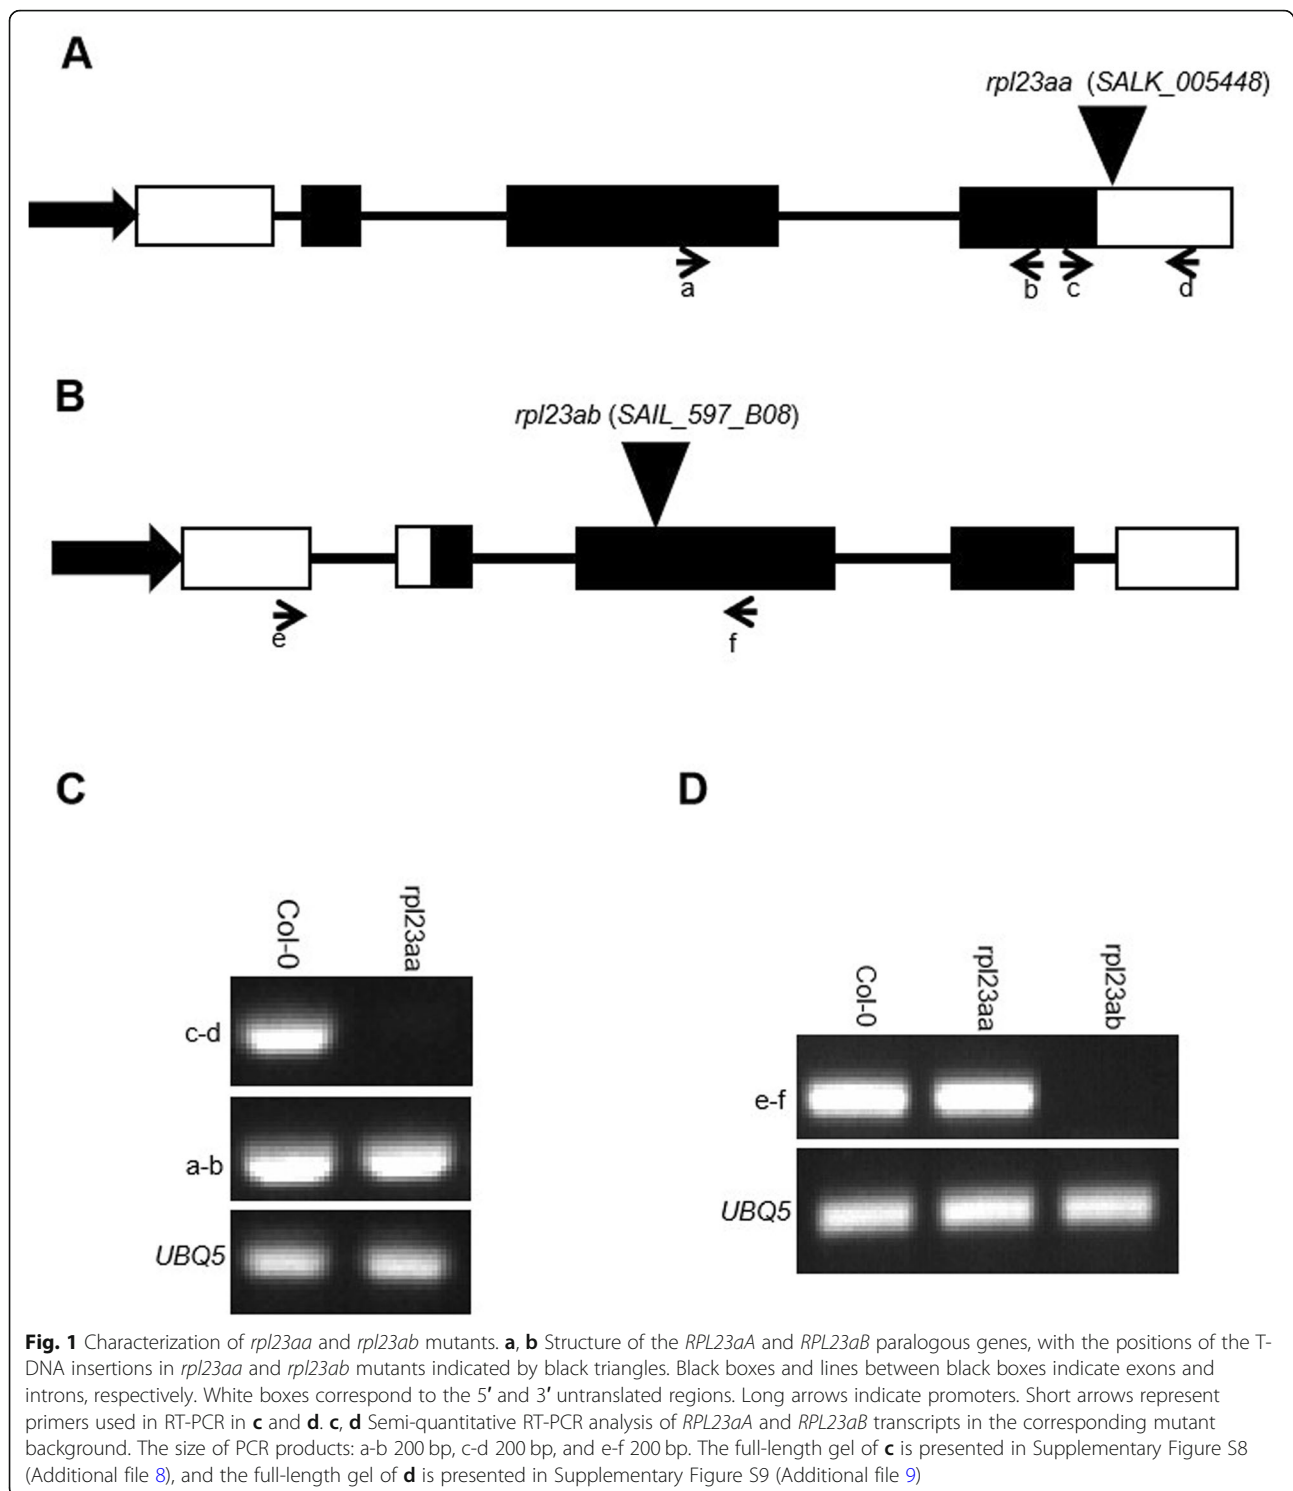 A
rpl23aa (SALK_005448)
a
b
c
d
B
rpl23ab (SAIL_597_B08)
e
f
C
D
Col-0
rpl23aa
c-d
a-b
UBQ5
Col-0
rpl23aa
rpl23ab
e-f
UBQ5
Fig. 1 Characterization of rpl23aa and rpl23ab mutants. a, b Structure of the RPL23aA and RPL23aB paralogous genes, with the positions of the T-
DNA insertions in rpl23aa and rpl23ab mutants indicated by black triangles. Black boxes and lines between black boxes indicate exons and
introns, respectively. White boxes correspond to the 5′ and 3′ untranslated regions. Long arrows indicate promoters. Short arrows represent
primers used in RT-PCR in c and d. c, d Semi-quantitative RT-PCR analysis of RPL23aA and RPL23aB transcripts in the corresponding mutant
background. The size of PCR products: a-b 200 bp, c-d 200 bp, and e-f 200 bp. The full-length gel of c is presented in Supplementary Figure S8
(Additional file 8), and the full-length gel of d is presented in Supplementary Figure S9 (Additional file 9)